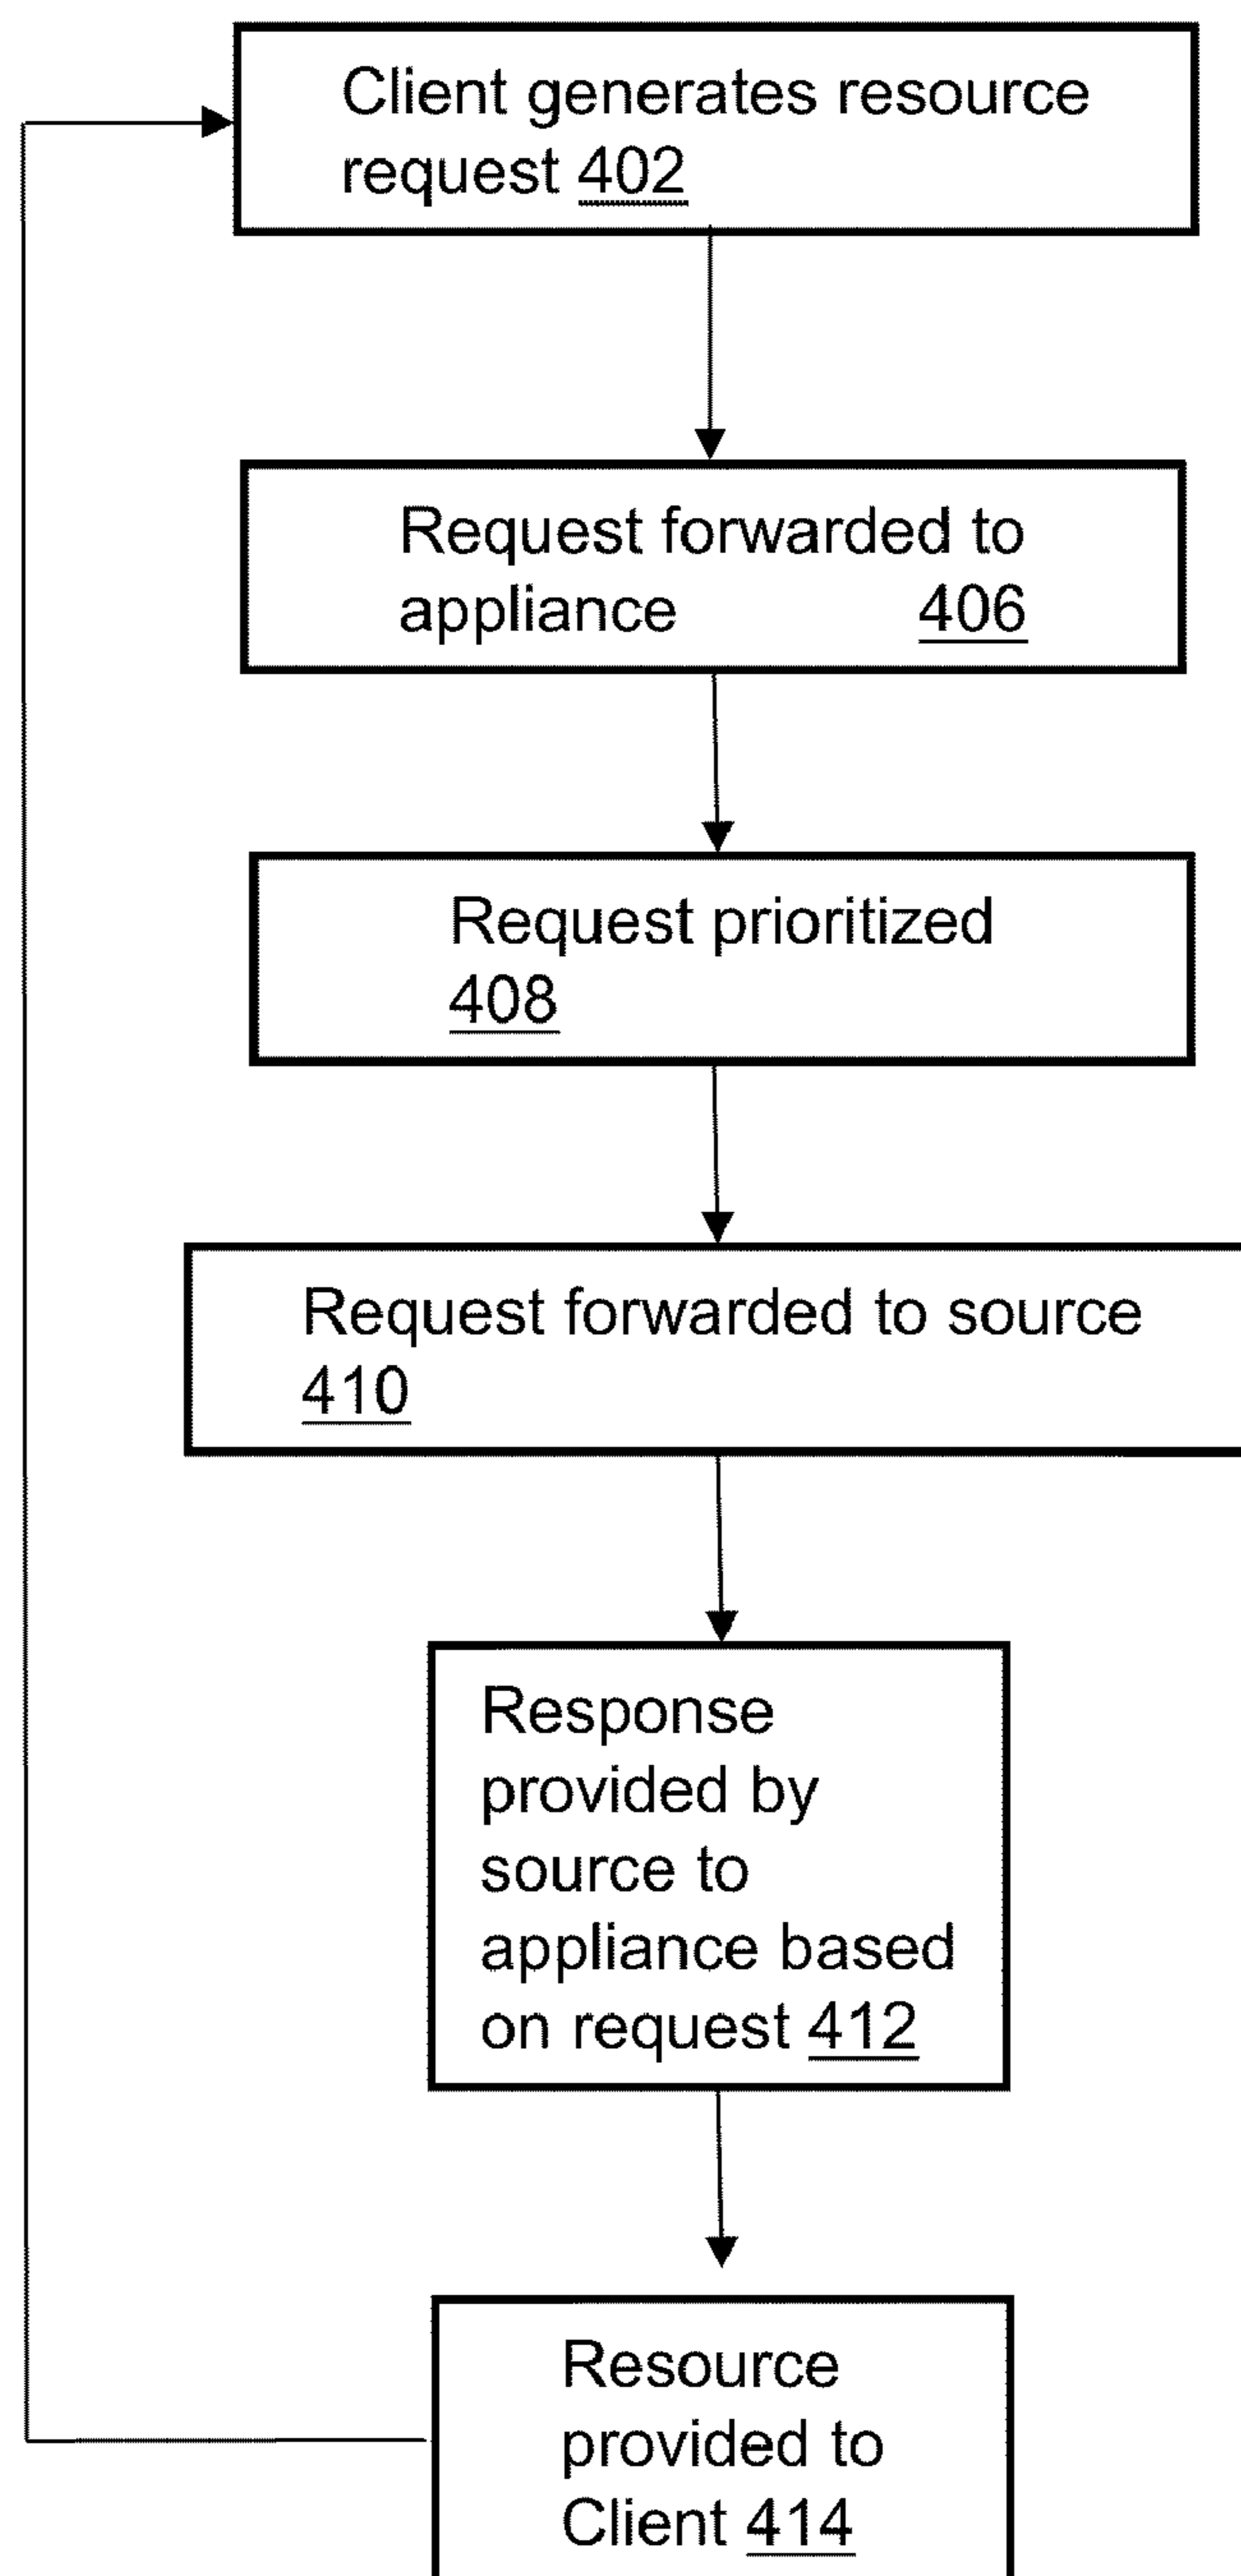 Client generates resource
request 402
Request forwarded to
appliance 406
Request prioritized
408
Request forwarded to source
410
Response
provided by
source to
appliance based
on request 412
Resource
provided to
Client 414